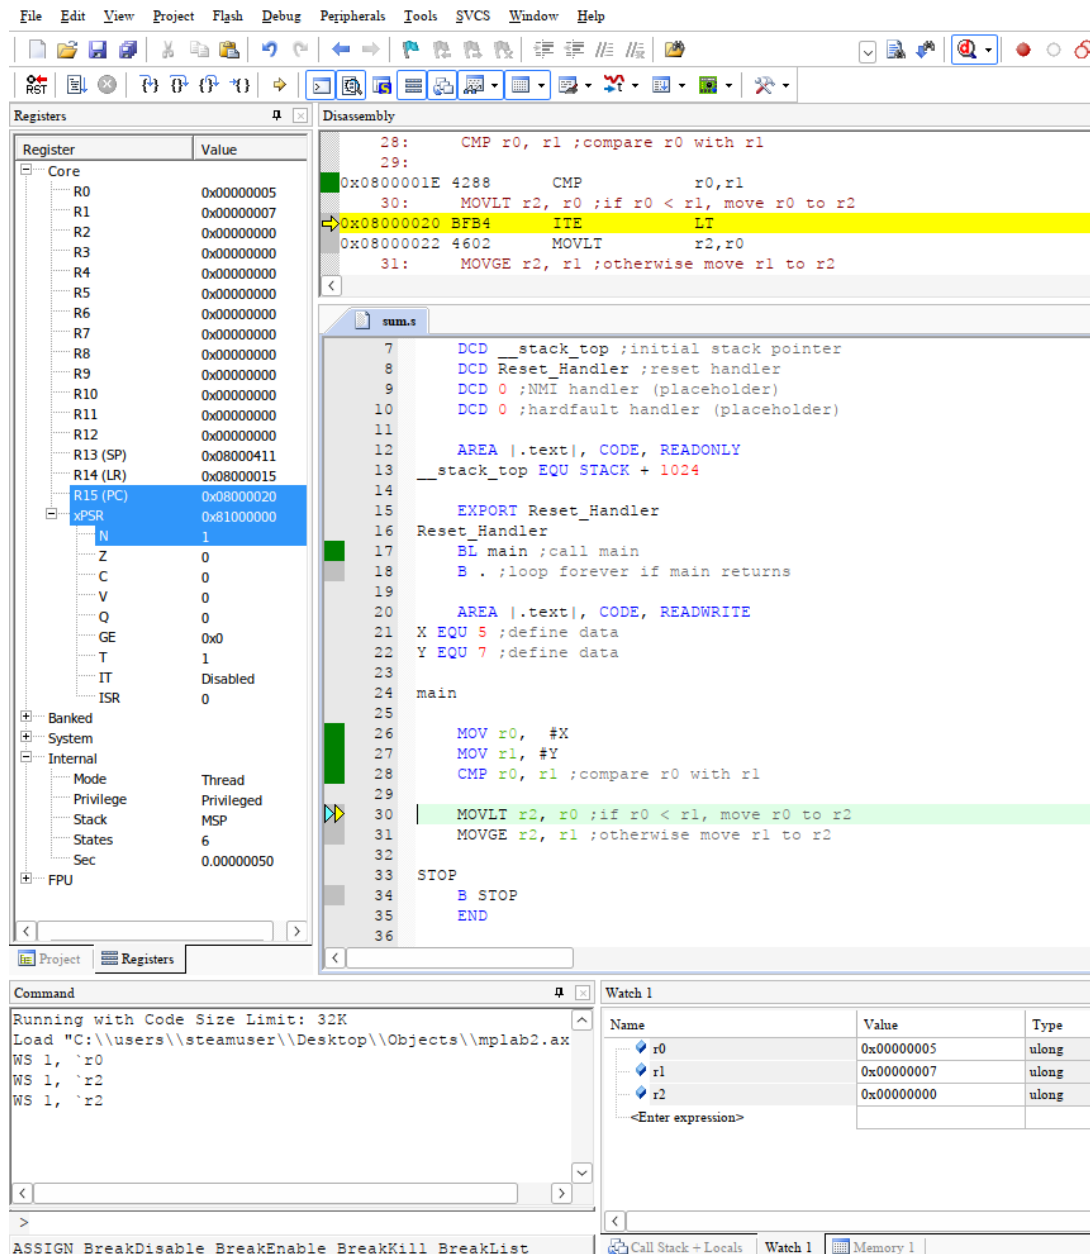 File Edit View Project Flash Debug Peripherals Tools SVCS Window Help
RST
Registers
Register Value
Core
R0 0x00000005
R1 0x00000007
R2 0x00000000
R3 0x00000000
R4 0x00000000
R5 0x00000000
R6 0x00000000
R7 0x00000000
R8 0x00000000
R9 0x00000000
R10 0x00000000
R11 0x00000000
R12 0x00000000
R13 (SP) 0x08000411
R14 (LR) 0x08000015
R15 (PC) 0x08000020
xPSR 0x81000000
N 1
Z 0
C 0
V 0
Q 0
GE 0x0
T 1
IT Disabled
ISR 0
Banked
System
Internal
Mode Thread
Privilege Privileged
Stack MSP
States 6
Sec 0.00000050
FPU
Project Registers
Disassembly
28: CMP r0, r1 ;compare r0 with r1
29:
0x0800001E 4288 CMP r0,r1
30: MOVLT r2, r0 ;if r0 < r1, move r0 to r2
0x08000020 BFB4 ITE LT
0x08000022 4602 MOVLT r2,r0
31: MOVGE r2, r1 ;otherwise move r1 to r2
sum.s
7 DCD __stack_top ;initial stack pointer
8 DCD Reset_Handler ;reset handler
9 DCD 0 ;NMI handler (placeholder)
10 DCD 0 ;hardfault handler (placeholder)
11
12 AREA |.text|, CODE, READONLY
13 __stack_top EQU STACK + 1024
14
15 EXPORT Reset_Handler
16 Reset_Handler
17 BL main ;call main
18 B . ;loop forever if main returns
19
20 AREA |.text|, CODE, READWRITE
21 X EQU 5 ;define data
22 Y EQU 7 ;define data
23
24 main
25
26 MOV r0, #X
27 MOV r1, #Y
28 CMP r0, r1 ;compare r0 with r1
29
30 MOVLT r2, r0 ;if r0 < r1, move r0 to r2
31 MOVGE r2, r1 ;otherwise move r1 to r2
32
33 STOP
34 B STOP
35 END
36
Command
Running with Code Size Limit: 32K
Load "C:\\users\\steamuser\\Desktop\\Objects\\mplab2.ax
WS 1, `r0
WS 1, `r2
WS 1, `r2
>
ASSIGN BreakDisable BreakEnable BreakKill BreakList
Watch 1
Name Value Type
r0 0x00000005 ulong
r1 0x00000007 ulong
r2 0x00000000 ulong
<Enter expression>
Call Stack + Locals Watch 1 Memory 1